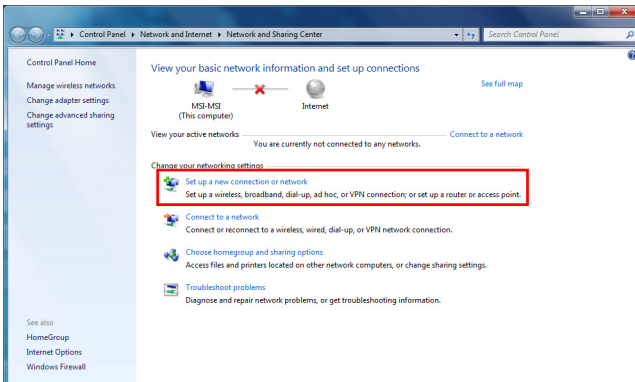 Control Panel ▸ Network and Internet ▸ Network and Sharing Center
Search Control Panel
Control Panel Home
Manage wireless networks
Change adapter settings
Change advanced sharing
settings
View your basic network information and set up connections
See full map
MSI-MSI
(This computer)
Internet
View your active networks
Connect to a network
You are currently not connected to any networks.
Change your networking settings
Set up a new connection or network
Set up a wireless, broadband, dial-up, ad hoc, or VPN connection; or set up a router or access point.
Connect to a network
Connect or reconnect to a wireless, wired, dial-up, or VPN network connection.
Choose homegroup and sharing options
Access files and printers located on other network computers, or change sharing settings.
Troubleshoot problems
Diagnose and repair network problems, or get troubleshooting information.
See also
HomeGroup
Internet Options
Windows Firewall